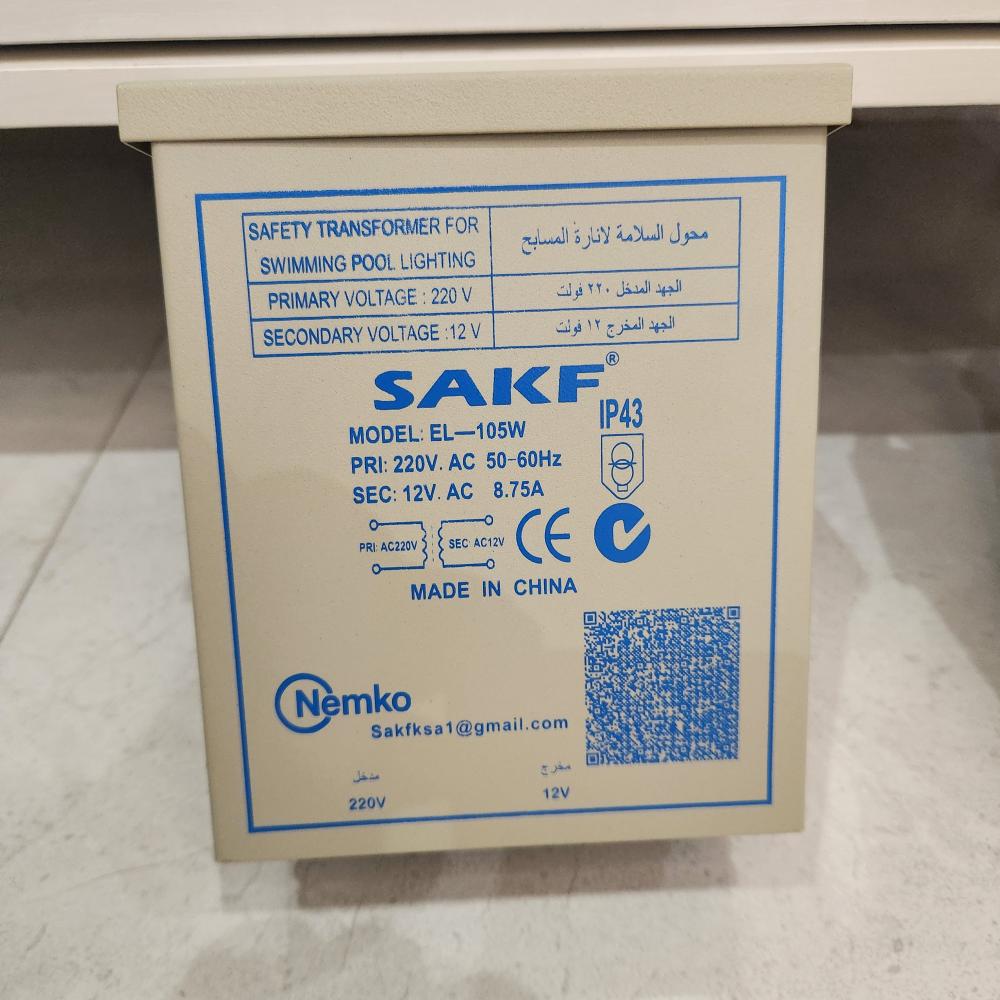 SAFETY TRANSFORMER FOR
SWIMMING POOL LIGHTING
محول السلامة لانارة المسابح
PRIMARY VOLTAGE : 220 V
الجهد المدخل ٢٢٠ فولت
SECONDARY VOLTAGE :12 V
الجهد المخرج ١٢ فولت
SAKF®
IP43
MODEL: EL—105W
PRI: 220V. AC 50-60Hz
SEC: 12V. AC 8.75A
PRI: AC220V
SEC: AC12V
CE
MADE IN CHINA
Nemko
Sakfksa1@gmail.com
مدخل
مخرج
220V
12V